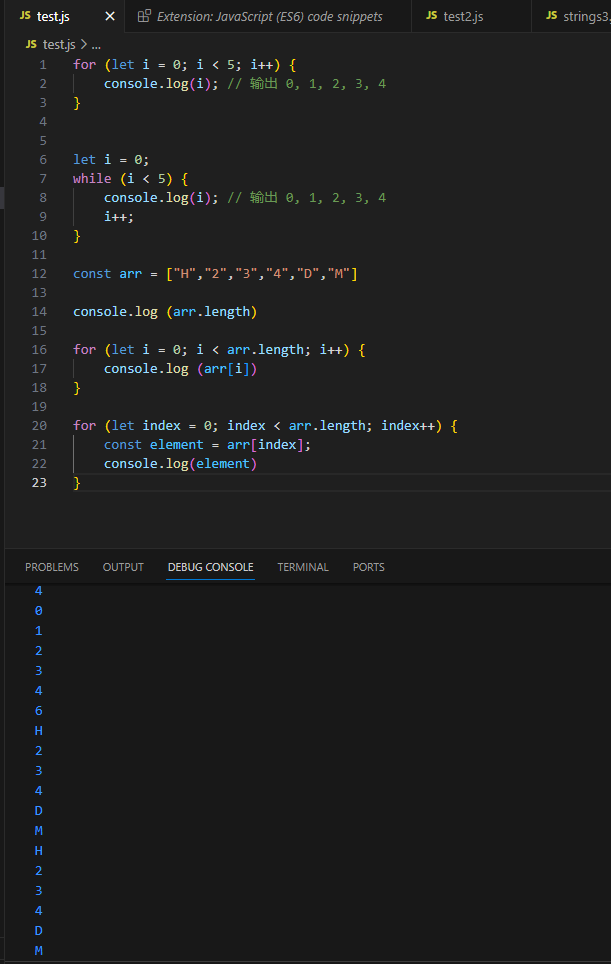 JS test.js × Extension: JavaScript (ES6) code snippets JS test2.js JS strings3.
JS test.js > ...
1 for (let i = 0; i < 5; i++) {
2 console.log(i); // 输出 0, 1, 2, 3, 4
3 }
4
5
6 let i = 0;
7 while (i < 5) {
8 console.log(i); // 输出 0, 1, 2, 3, 4
9 i++;
10 }
11
12 const arr = ["H","2","3","4","D","M"]
13
14 console.log (arr.length)
15
16 for (let i = 0; i < arr.length; i++) {
17 console.log (arr[i])
18 }
19
20 for (let index = 0; index < arr.length; index++) {
21 const element = arr[index];
22 console.log(element)
23 }
PROBLEMS OUTPUT DEBUG CONSOLE TERMINAL PORTS
4
0
1
2
3
4
6
H
2
3
4
D
M
H
2
3
4
D
M